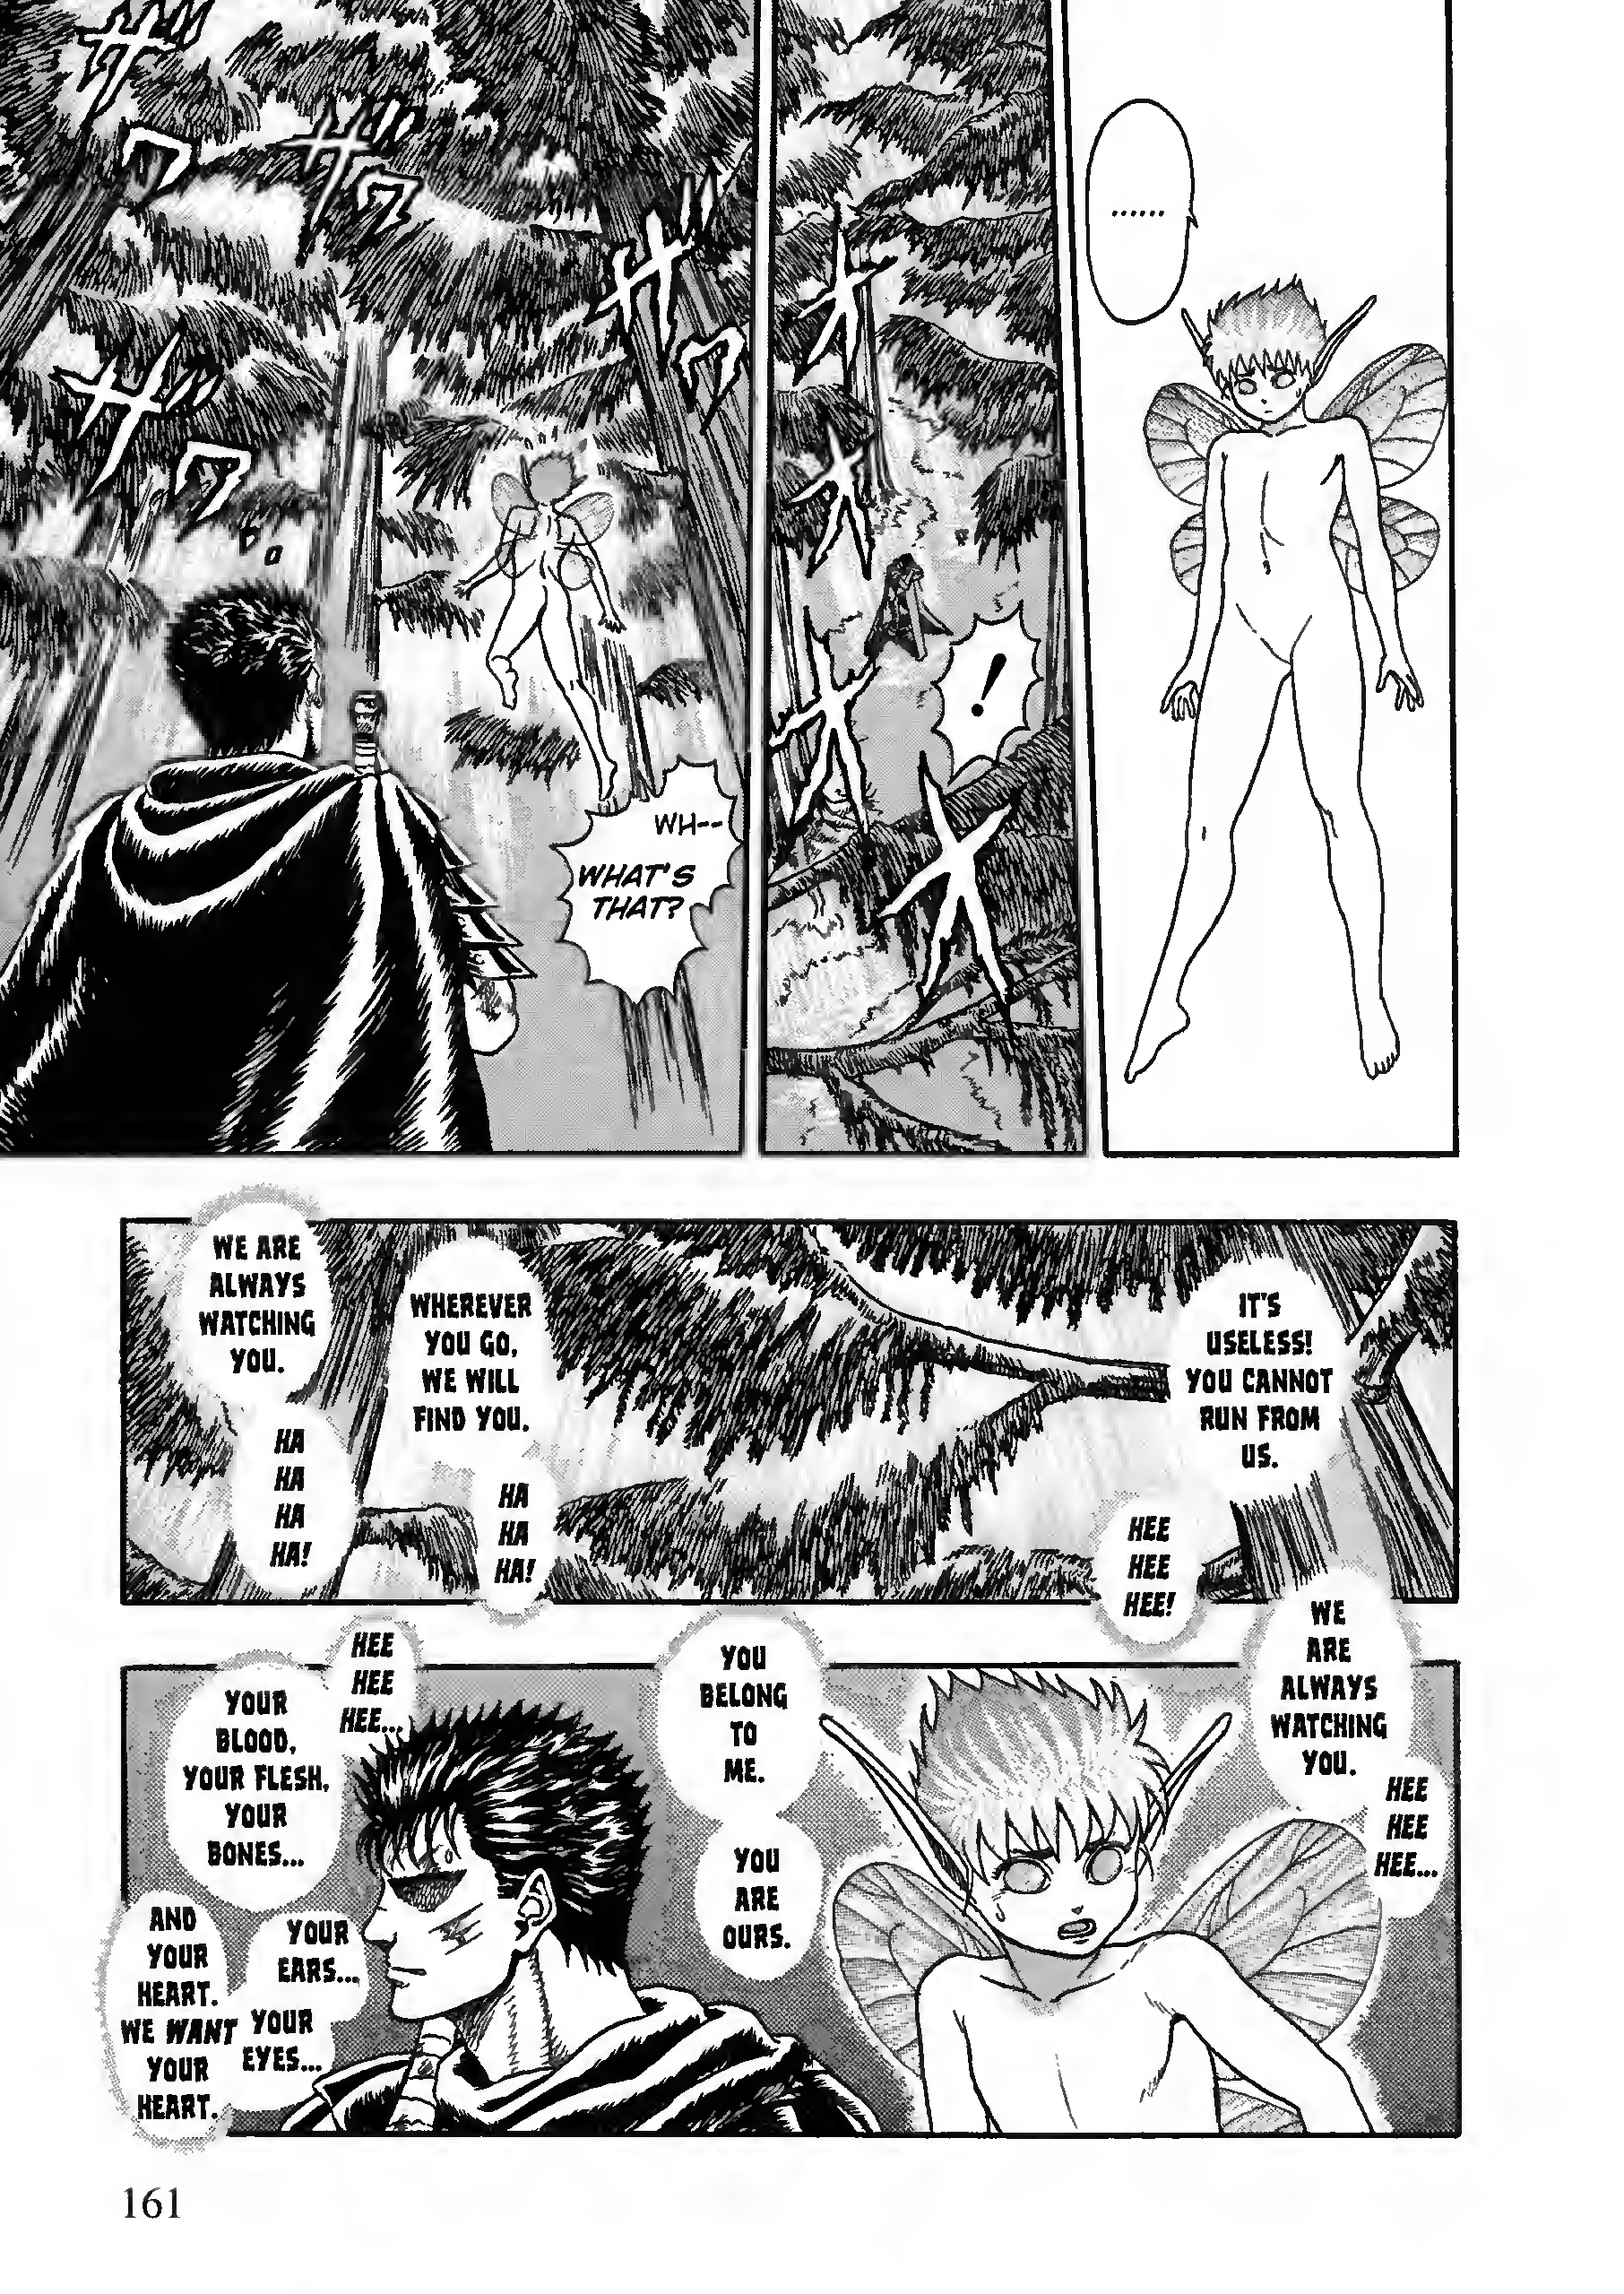 ......
!
オ
オ
オ
オ
WH--
WHAT'S
THAT?
ザワ
ザワ
ザワ
ザワ
IT'S
USELESS!
YOU CANNOT
RUN FROM
US.
HEE
HEE
HEE!
WHEREVER
YOU GO,
WE WILL
FIND YOU.
HA
HA
HA!
WE ARE
ALWAYS
WATCHING
YOU.
HA
HA
HA
HA!
WE
ARE
ALWAYS
WATCHING
YOU.
HEE
HEE
HEE...
YOU
BELONG
TO
ME.
YOU
ARE
OURS.
HEE
HEE
HEE...
YOUR
BLOOD,
YOUR FLESH,
YOUR
BONES...
YOUR
EARS...
YOUR
EYES...
AND
YOUR
HEART.
WE WANT
YOUR
HEART.
161